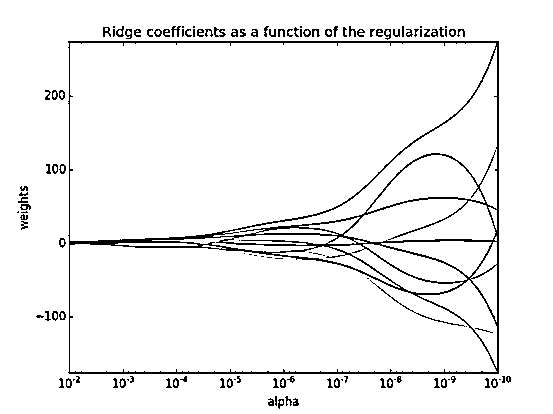 Ridge coefficients as a function of the regularization
200
100
0
-100
weights
10^-2 10^-3 10^-4 10^-5 10^-6 10^-7 10^-8 10^-9 10^-10
alpha